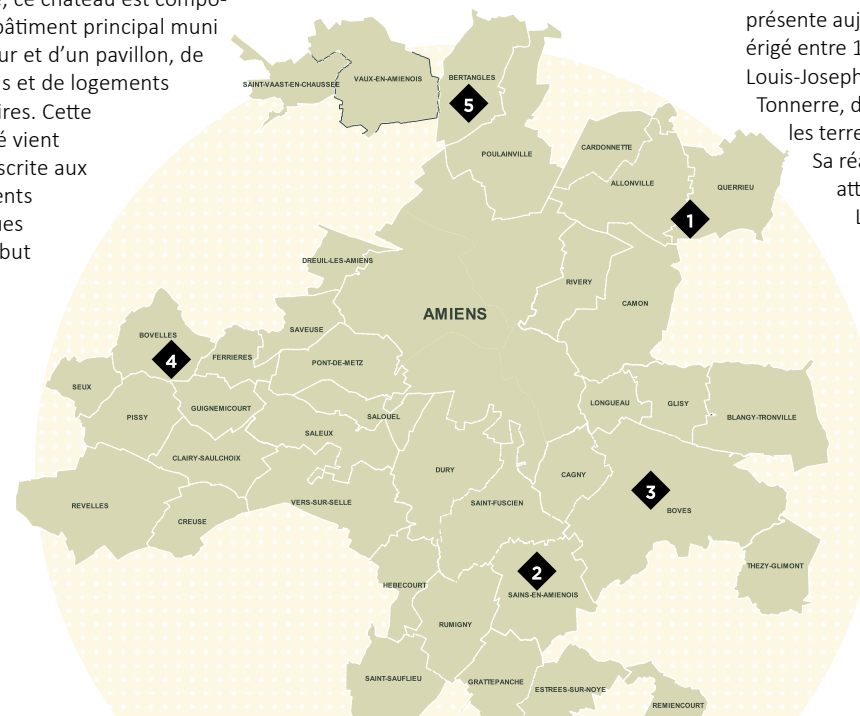 , ce château est compo-
bâtiment principal muni
ur et d'un pavillon, de
s et de logements
ires. Cette
é vient
scrite aux
ents
ues
but
présente auj
érigé entre 1
Louis-Joseph
Tonnerre, d
les terre
Sa réa
att
L
SAINT-VAAST-EN-CHAUSSEE
VAUX-EN-AMIENOIS
BERTANGLES
5
POULAINVILLE
CARDONNETTE
ALLONVILLE
QUERRIEU
1
DREUIL-LES-AMIENS
RIVERY
CAMON
AMIENS
SAVEUSE
BOVELLES
4
FERRIERES
PONT-DE-METZ
SEUX
PISSY
GUIGNEMICOURT
SALOUEL
SALEUX
LONGUEAU
GLISY
BLANGY-TRONVILLE
CLAIRY-SAULCHOIX
DURY
CAGNY
REVELLES
CREUSE
VERS-SUR-SELLE
SAINT-FUSCIEN
3
BOVES
2
SAINS-EN-AMIENOIS
THEZY-GLIMONT
HEBECOURT
RUMIGNY
SAINT-SAUFLIEU
GRATTEPANCHE
ESTREES-SUR-NOYE
REMIENCOURT